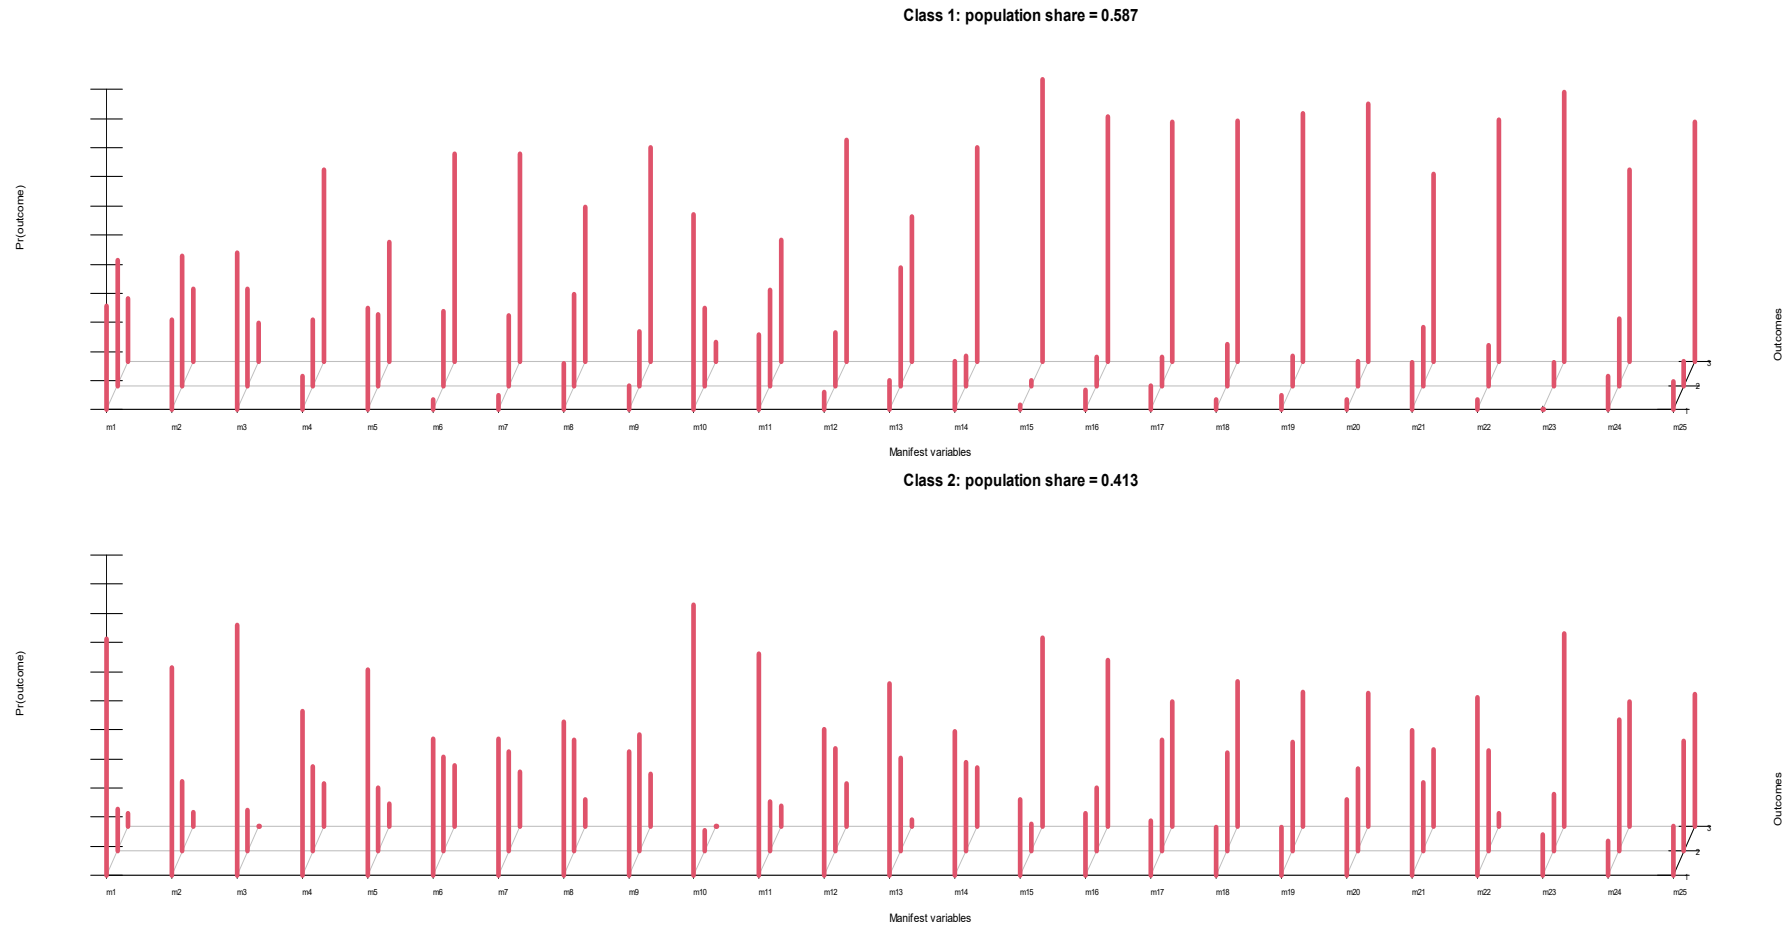 Class 1: population share = 0.587
Pr(outcome)
Outcomes
3
2
m1 m2 m3 m4 m5 m6 m7 m8 m9 m10 m11 m12 m13 m14 m15 m16 m17 m18 m19 m20 m21 m22 m23 m24 m25
Manifest variables
Class 2: population share = 0.413
Pr(outcome)
Outcomes
3
2
m1 m2 m3 m4 m5 m6 m7 m8 m9 m10 m11 m12 m13 m14 m15 m16 m17 m18 m19 m20 m21 m22 m23 m24 m25
Manifest variables